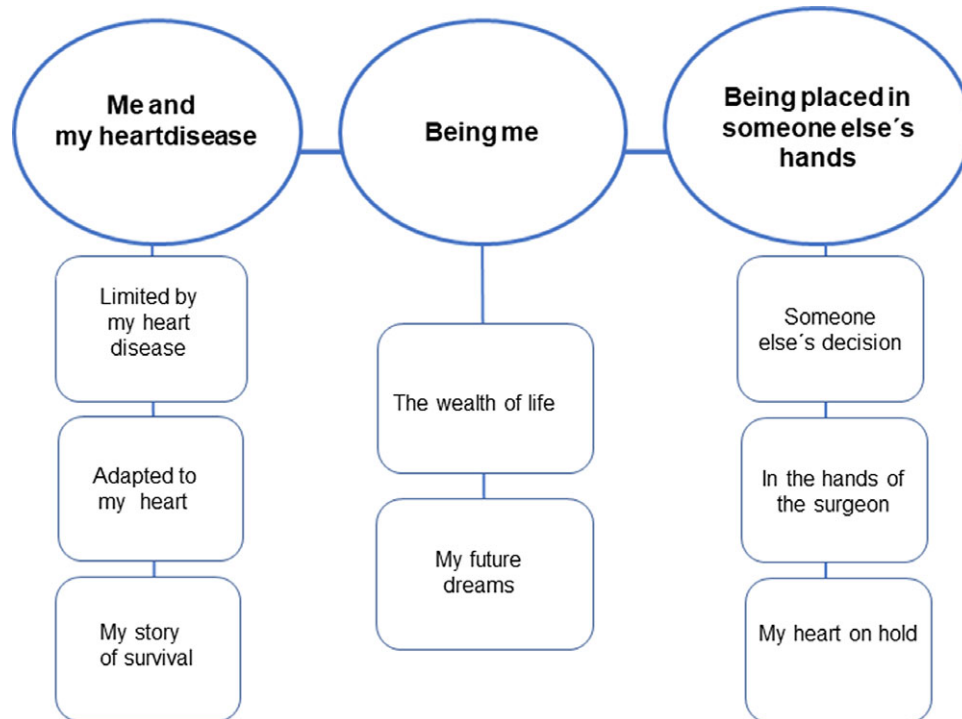 Me and
my heartdisease
Being me
Being placed in
someone else´s
hands
Limited by
my heart
disease
Adapted to
my heart
My story
of survival
The wealth of life
My future
dreams
Someone
else´s decision
In the hands of
the surgeon
My heart on hold